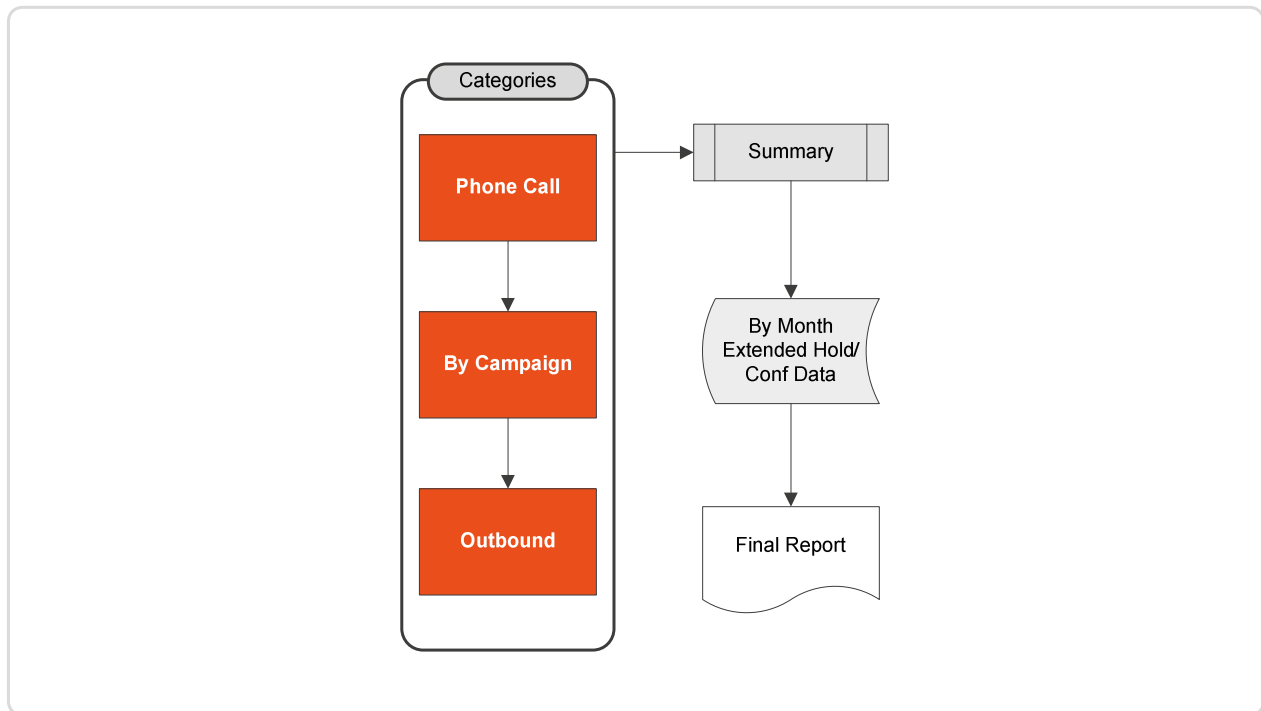 Categories
Phone Call
By Campaign
Outbound
Summary
By Month
Extended Hold/
Conf Data
Final Report